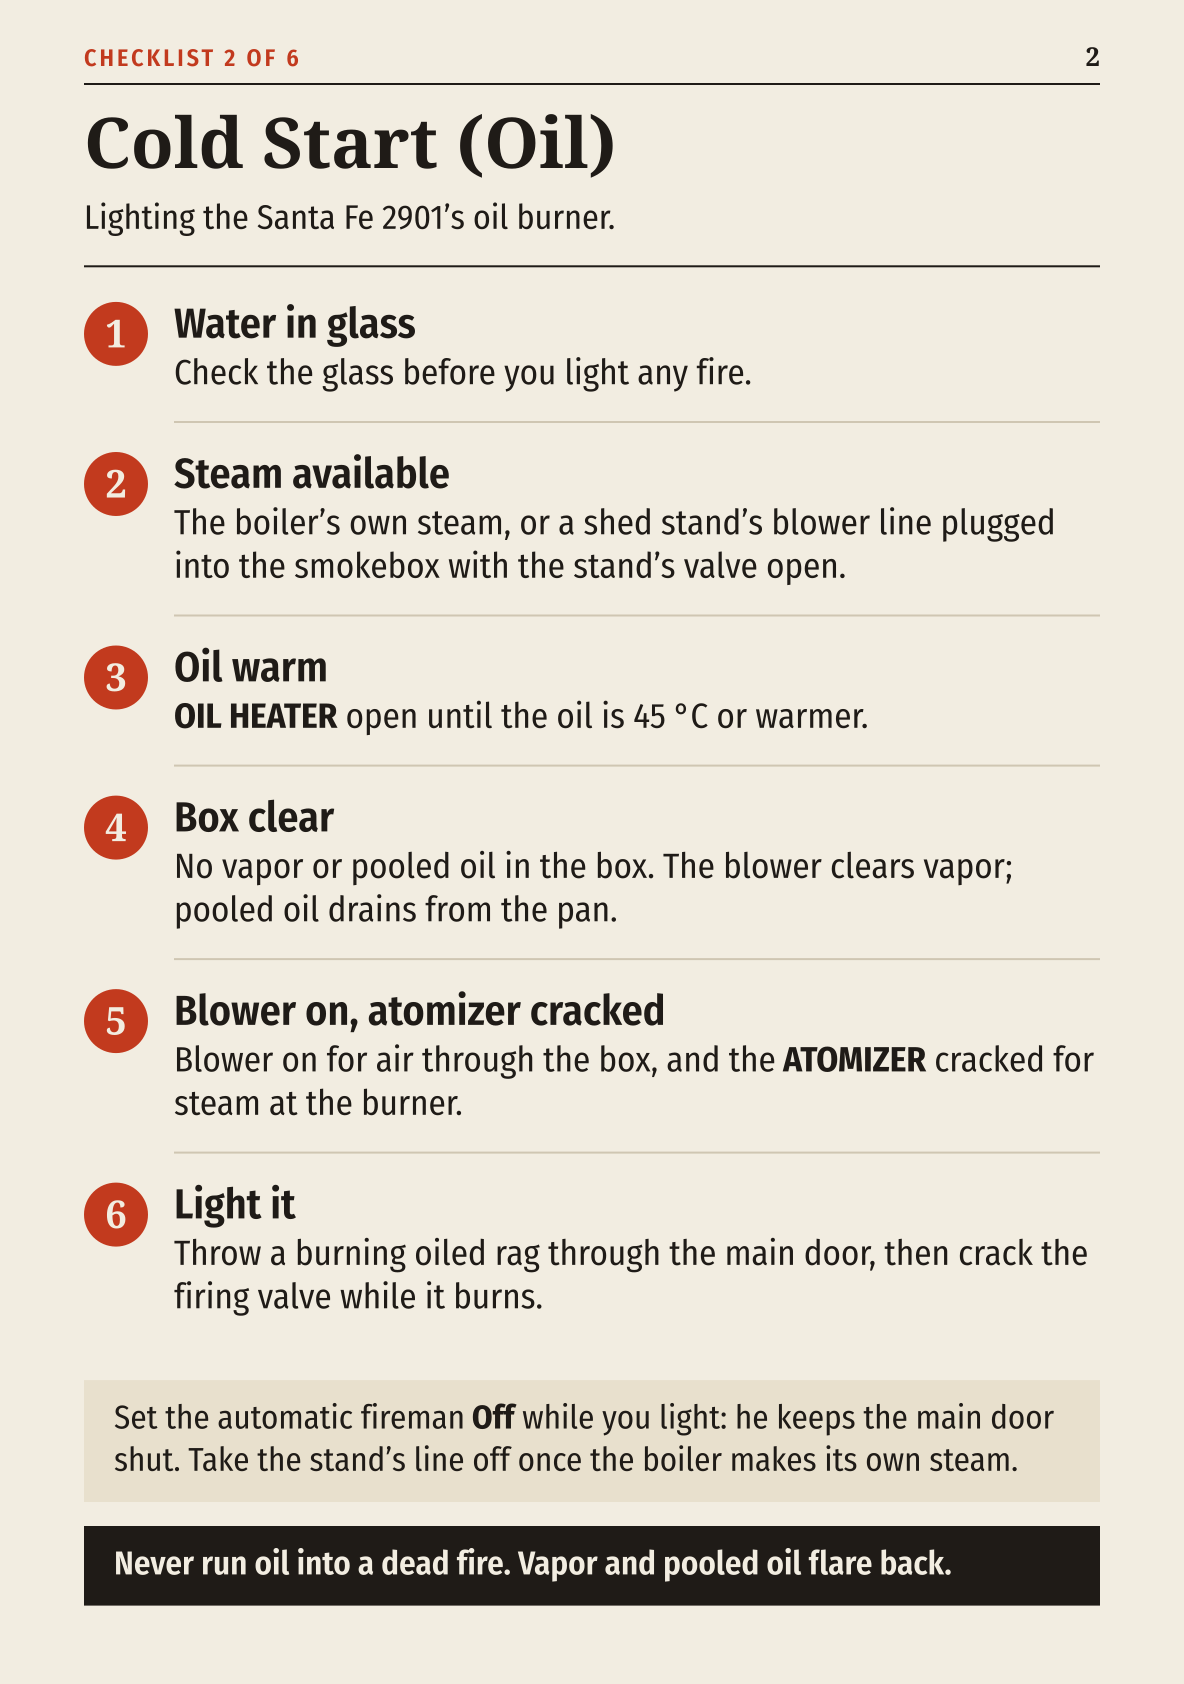 CHECKLIST 2 OF 6
2
Cold Start (Oil)
Lighting the Santa Fe 2901’s oil burner.
1
Water in glass
Check the glass before you light any fire.
2
Steam available
The boiler’s own steam, or a shed stand’s blower line plugged
into the smokebox with the stand’s valve open.
3
Oil warm
OIL HEATER open until the oil is 45 °C or warmer.
4
Box clear
No vapor or pooled oil in the box. The blower clears vapor;
pooled oil drains from the pan.
5
Blower on, atomizer cracked
Blower on for air through the box, and the ATOMIZER cracked for
steam at the burner.
6
Light it
Throw a burning oiled rag through the main door, then crack the
firing valve while it burns.
Set the automatic fireman Off while you light: he keeps the main door
shut. Take the stand’s line off once the boiler makes its own steam.
Never run oil into a dead fire. Vapor and pooled oil flare back.